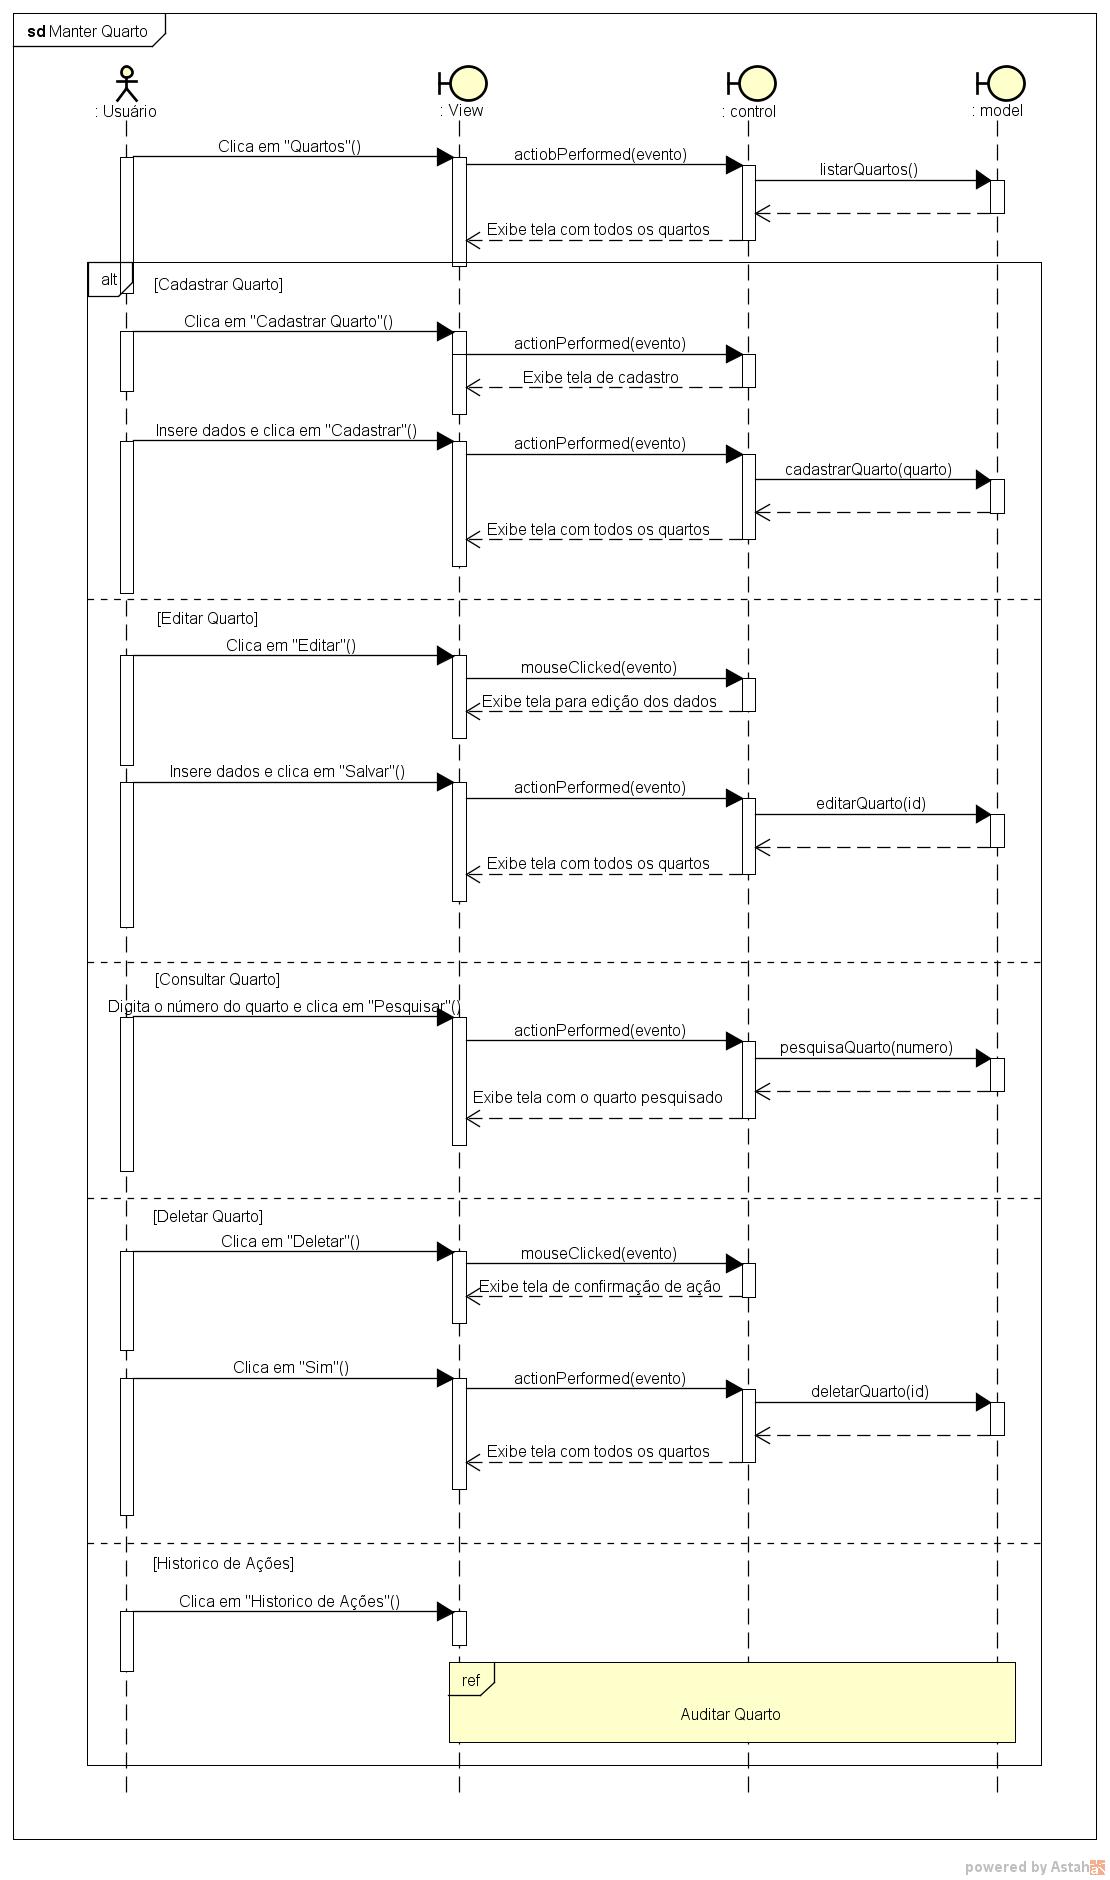 sd Manter Quarto
: Usuário
: View
: control
: model
Clica em "Quartos"()
actiobPerformed(evento)
listarQuartos()
Exibe tela com todos os quartos
alt
[Cadastrar Quarto]
Clica em "Cadastrar Quarto"()
actionPerformed(evento)
Exibe tela de cadastro
Insere dados e clica em "Cadastrar"()
actionPerformed(evento)
cadastrarQuarto(quarto)
Exibe tela com todos os quartos
[Editar Quarto]
Clica em "Editar"()
mouseClicked(evento)
Exibe tela para edição dos dados
Insere dados e clica em "Salvar"()
actionPerformed(evento)
editarQuarto(id)
Exibe tela com todos os quartos
[Consultar Quarto]
Digita o número do quarto e clica em "Pesquisar"()
actionPerformed(evento)
pesquisaQuarto(numero)
Exibe tela com o quarto pesquisado
[Deletar Quarto]
Clica em "Deletar"()
mouseClicked(evento)
Exibe tela de confirmação de ação
Clica em "Sim"()
actionPerformed(evento)
deletarQuarto(id)
Exibe tela com todos os quartos
[Historico de Ações]
Clica em "Historico de Ações"()
ref
Auditar Quarto
powered by Astah